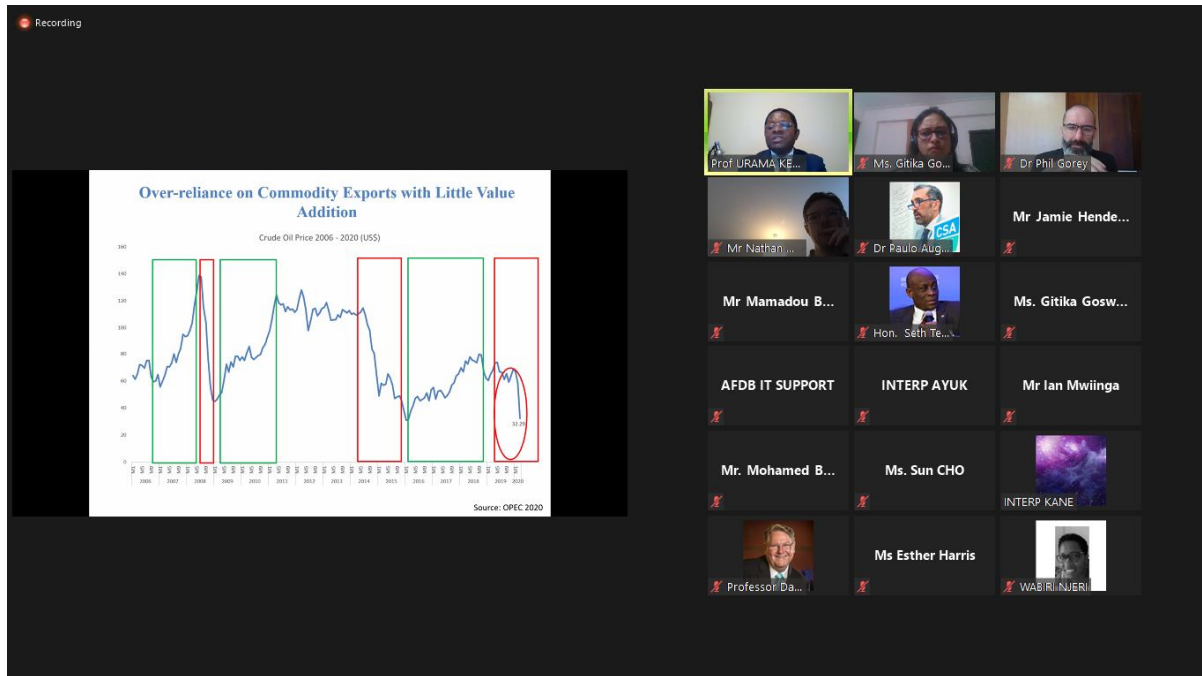 Recording
Over-reliance on Commodity Exports with Little Value
Addition
Crude Oil Price 2006 - 2020 (US$)
160
140
120
100
80
60
40
20
0
32.29
2006 2007 2008 2009 2010 2011 2012 2013 2014 2015 2016 2017 2018 2019 2020
Source: OPEC 2020
Prof URAMA KE...
Ms. Gitika Go...
Dr Phil Gorey
Mr Nathan ...
CSA
Dr Paulo Aug...
Mr Jamie Hende...
Mr Mamadou B...
Hon. Seth Te...
Ms. Gitika Gosw...
AFDB IT SUPPORT
INTERP AYUK
Mr Ian Mwiinga
Mr. Mohamed B...
Ms. Sun CHO
INTERP KANE
Professor Da...
Ms Esther Harris
WABIRI NJERI